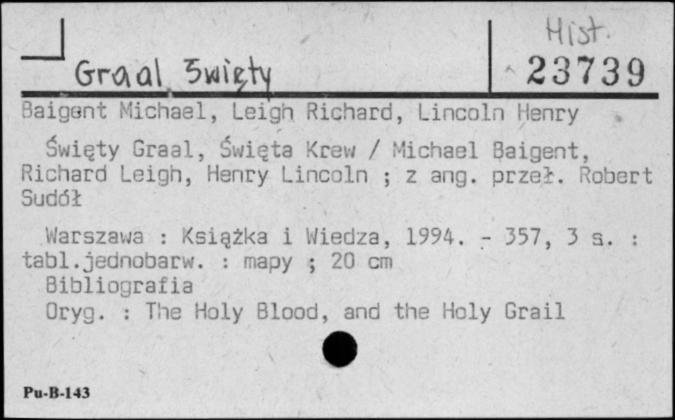 Hist.
Graal Święty
23739
Baigent Michael, Leigh Richard, Lincoln Henry
Święty Graal, Święta Krew / Michael Baigent,
Richard Leigh, Henry Lincoln ; z ang. przeł. Robert
Sudół
Warszawa : Książka i Wiedza, 1994. - 357, 3 s. :
tabl.jednobarw. : mapy ; 20 cm
Bibliografia
Oryg. : The Holy Blood, and the Holy Grail
Pu-B-143